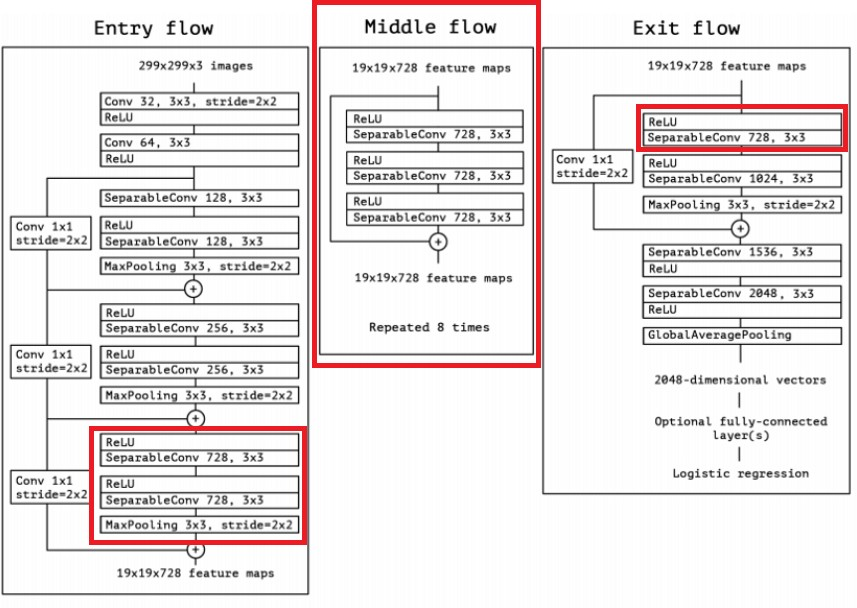 Entry flow
299x299x3 images
Conv 32, 3x3, stride=2x2
ReLU
Conv 64, 3x3
ReLU
SeparableConv 128, 3x3
Conv 1x1
stride=2x2
ReLU
SeparableConv 128, 3x3
MaxPooling 3x3, stride=2x2
+
ReLU
SeparableConv 256, 3x3
Conv 1x1
stride=2x2
ReLU
SeparableConv 256, 3x3
MaxPooling 3x3, stride=2x2
+
ReLU
SeparableConv 728, 3x3
Conv 1x1
stride=2x2
ReLU
SeparableConv 728, 3x3
MaxPooling 3x3, stride=2x2
+
19x19x728 feature maps
Middle flow
19x19x728 feature maps
ReLU
SeparableConv 728, 3x3
ReLU
SeparableConv 728, 3x3
ReLU
SeparableConv 728, 3x3
+
19x19x728 feature maps
Repeated 8 times
Exit flow
19x19x728 feature maps
ReLU
SeparableConv 728, 3x3
Conv 1x1
stride=2x2
ReLU
SeparableConv 1024, 3x3
MaxPooling 3x3, stride=2x2
+
SeparableConv 1536, 3x3
ReLU
SeparableConv 2048, 3x3
ReLU
GlobalAveragePooling
2048-dimensional vectors
Optional fully-connected
layer(s)
Logistic regression